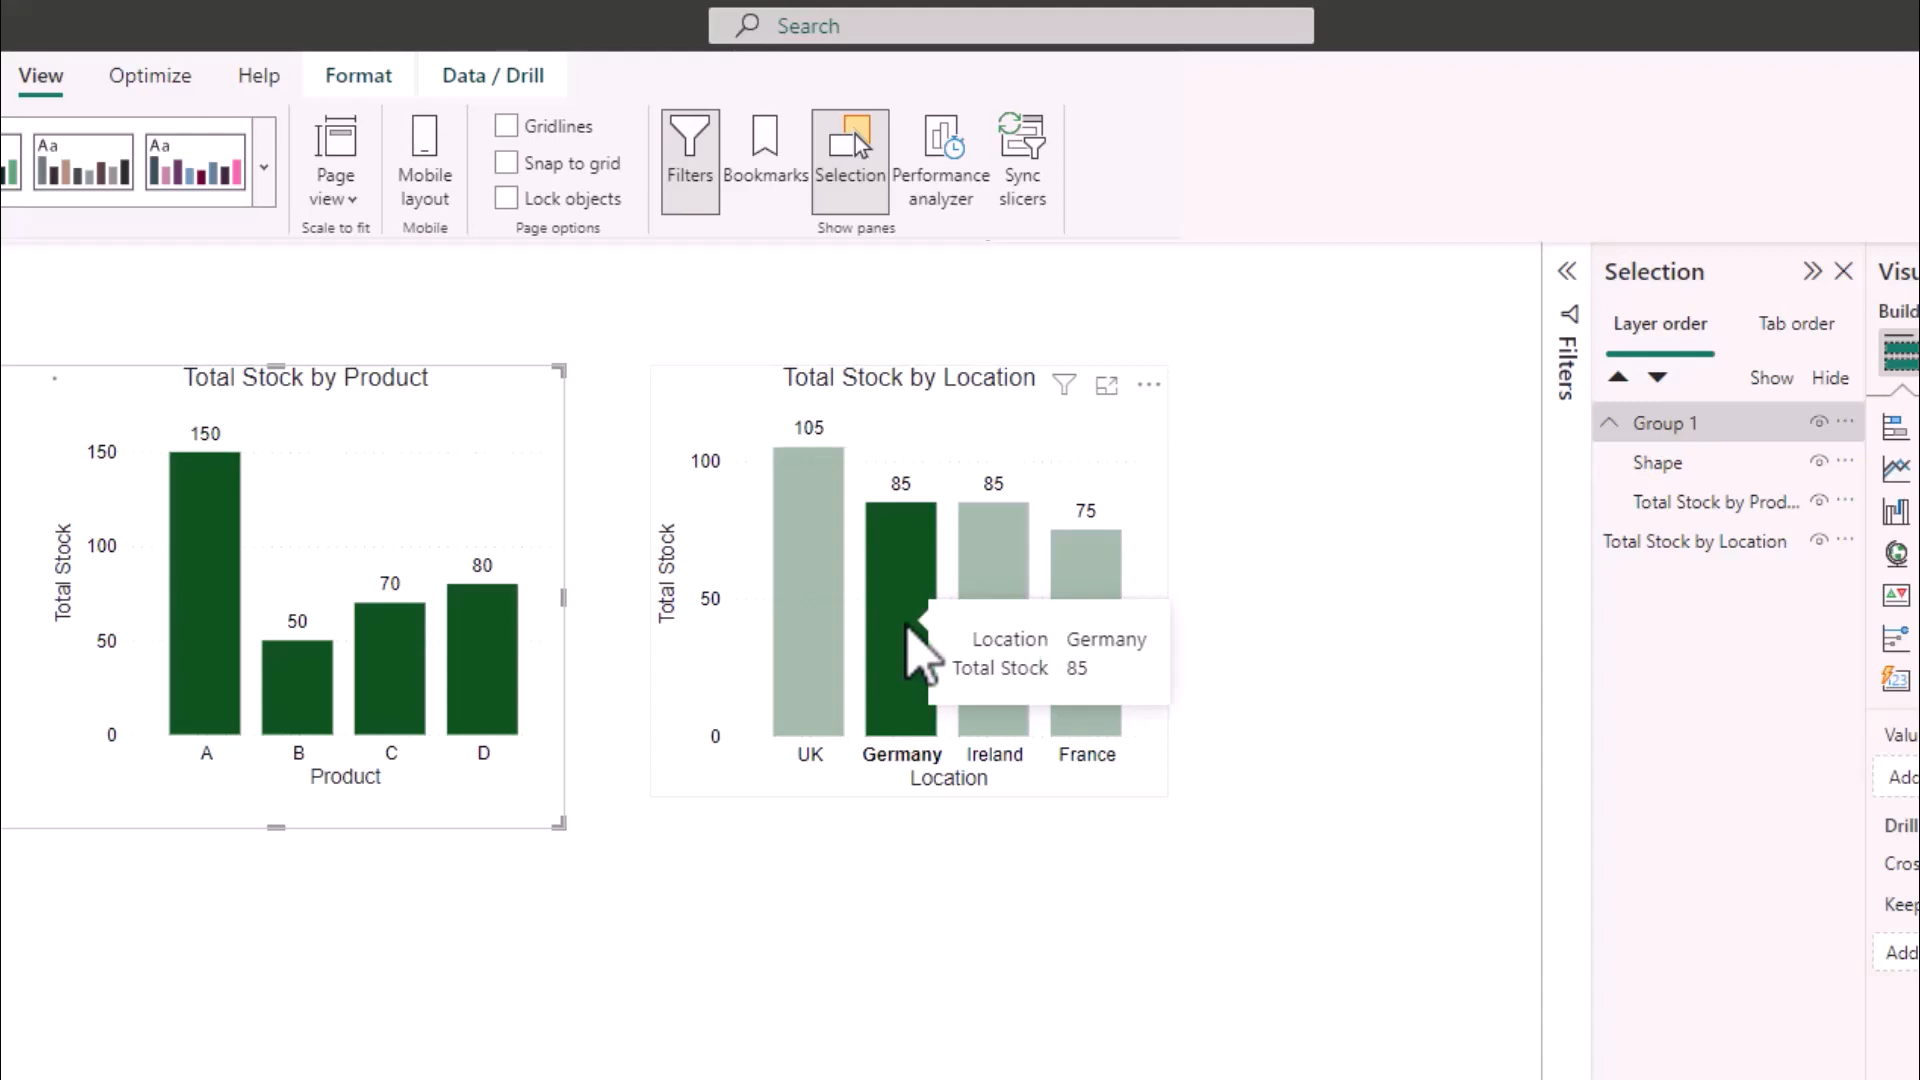 Search
View Optimize Help Format Data / Drill
Aa Aa
Page view
Mobile layout
Gridlines
Snap to grid
Lock objects
Filters
Bookmarks
Selection
Performance analyzer
Sync slicers
Scale to fit
Mobile
Page options
Show panes
Total Stock by Product
150
100
50
0
Total Stock
150
50
70
80
A B C D
Product
Total Stock by Location
100
50
0
Total Stock
105
85
85
75
UK Germany Ireland France
Location
Location Germany
Total Stock 85
Filters
Selection
Layer order Tab order
Show Hide
Group 1
Shape
Total Stock by Prod...
Total Stock by Location
Visu
Build
123
Valu
Add
Drill
Cros
Keep
Add